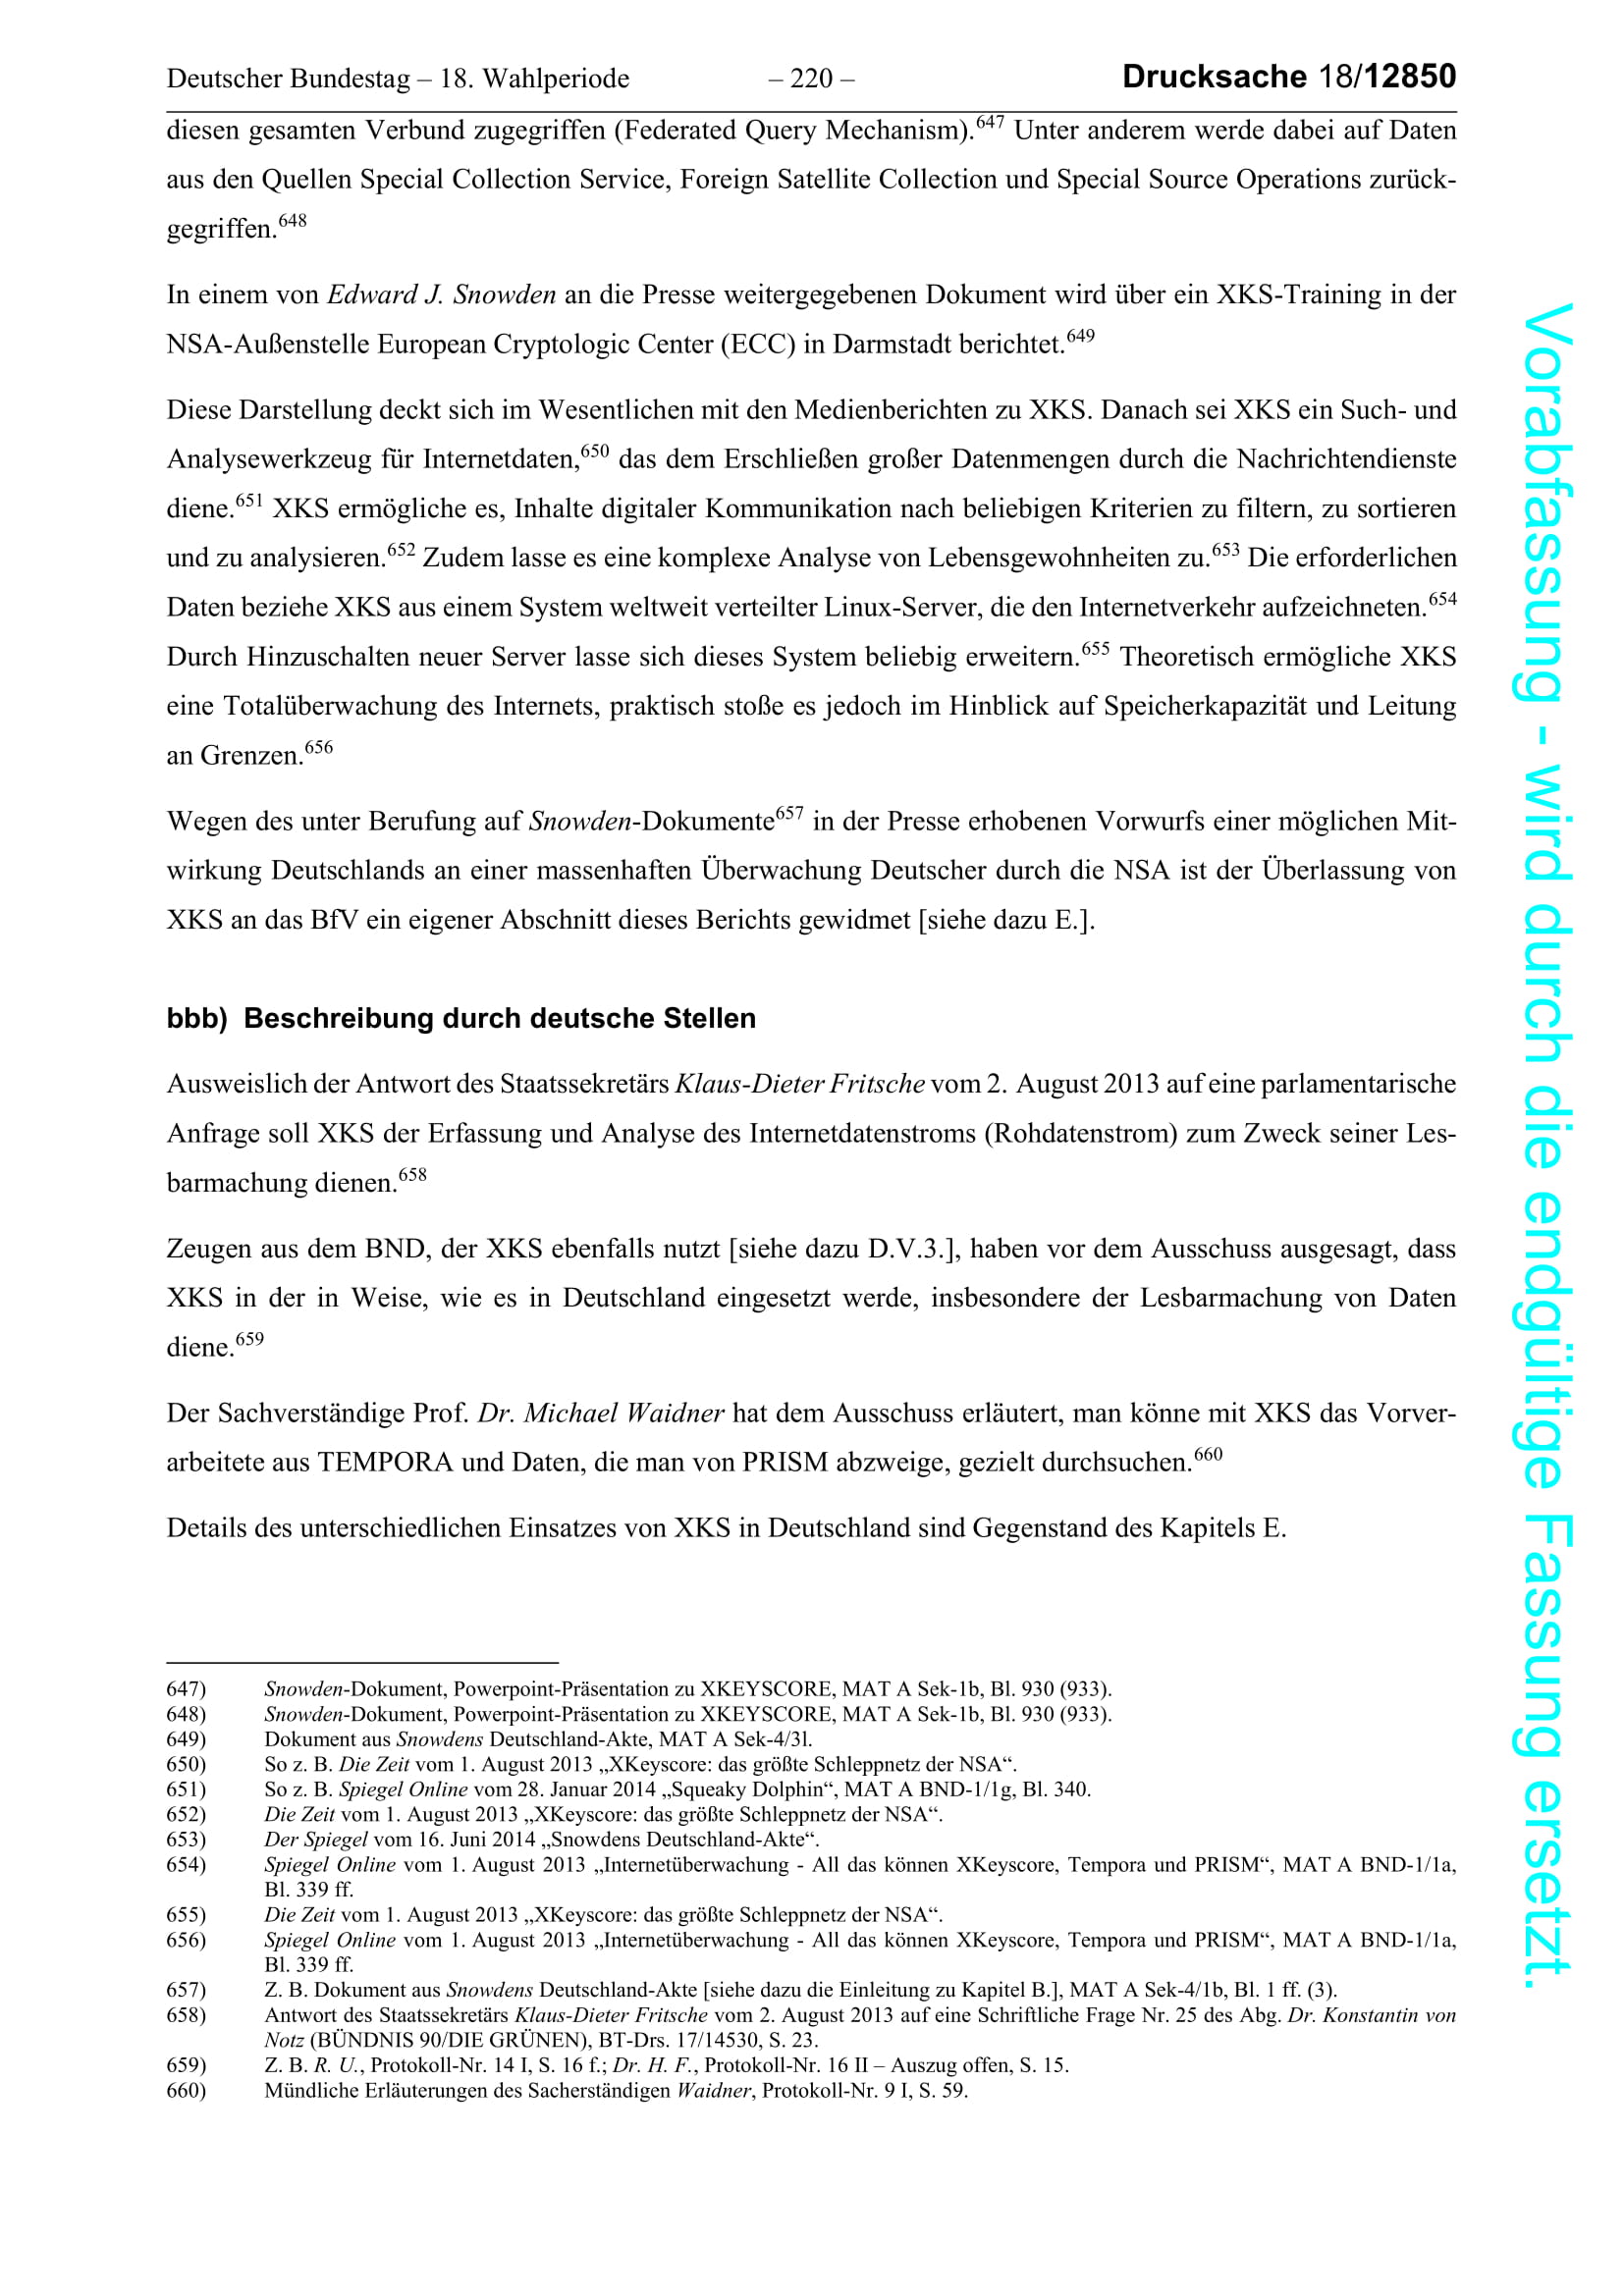 Deutscher Bundestag – 18. Wahlperiode – 220 – Drucksache 18/12850
diesen gesamten Verbund zugegriffen (Federated Query Mechanism).647 Unter anderem werde dabei auf Daten
aus den Quellen Special Collection Service, Foreign Satellite Collection und Special Source Operations zurück-
gegriffen.648
In einem von Edward J. Snowden an die Presse weitergegebenen Dokument wird über ein XKS-Training in der
NSA-Außenstelle European Cryptologic Center (ECC) in Darmstadt berichtet.649
Diese Darstellung deckt sich im Wesentlichen mit den Medienberichten zu XKS. Danach sei XKS ein Such- und
Analysewerkzeug für Internetdaten,650 das dem Erschließen großer Datenmengen durch die Nachrichtendienste
diene.651 XKS ermögliche es, Inhalte digitaler Kommunikation nach beliebigen Kriterien zu filtern, zu sortieren
und zu analysieren.652 Zudem lasse es eine komplexe Analyse von Lebensgewohnheiten zu.653 Die erforderlichen
Daten beziehe XKS aus einem System weltweit verteilter Linux-Server, die den Internetverkehr aufzeichneten.654
Durch Hinzuschalten neuer Server lasse sich dieses System beliebig erweitern.655 Theoretisch ermögliche XKS
eine Totalüberwachung des Internets, praktisch stoße es jedoch im Hinblick auf Speicherkapazität und Leitung
an Grenzen.656
Wegen des unter Berufung auf Snowden-Dokumente657 in der Presse erhobenen Vorwurfs einer möglichen Mit-
wirkung Deutschlands an einer massenhaften Überwachung Deutscher durch die NSA ist der Überlassung von
XKS an das BfV ein eigener Abschnitt dieses Berichts gewidmet [siehe dazu E.].
bbb) Beschreibung durch deutsche Stellen
Ausweislich der Antwort des Staatssekretärs Klaus-Dieter Fritsche vom 2. August 2013 auf eine parlamentarische
Anfrage soll XKS der Erfassung und Analyse des Internetdatenstroms (Rohdatenstrom) zum Zweck seiner Les-
barmachung dienen.658
Zeugen aus dem BND, der XKS ebenfalls nutzt [siehe dazu D.V.3.], haben vor dem Ausschuss ausgesagt, dass
XKS in der in Weise, wie es in Deutschland eingesetzt werde, insbesondere der Lesbarmachung von Daten
diene.659
Der Sachverständige Prof. Dr. Michael Waidner hat dem Ausschuss erläutert, man könne mit XKS das Vorver-
arbeitete aus TEMPORA und Daten, die man von PRISM abzweige, gezielt durchsuchen.660
Details des unterschiedlichen Einsatzes von XKS in Deutschland sind Gegenstand des Kapitels E.
647) Snowden-Dokument, Powerpoint-Präsentation zu XKEYSCORE, MAT A Sek-1b, Bl. 930 (933).
648) Snowden-Dokument, Powerpoint-Präsentation zu XKEYSCORE, MAT A Sek-1b, Bl. 930 (933).
649) Dokument aus Snowdens Deutschland-Akte, MAT A Sek-4/3l.
650) So z. B. Die Zeit vom 1. August 2013 „XKeyscore: das größte Schleppnetz der NSA“.
651) So z. B. Spiegel Online vom 28. Januar 2014 „Squeaky Dolphin“, MAT A BND-1/1g, Bl. 340.
652) Die Zeit vom 1. August 2013 „XKeyscore: das größte Schleppnetz der NSA“.
653) Der Spiegel vom 16. Juni 2014 „Snowdens Deutschland-Akte“.
654) Spiegel Online vom 1. August 2013 „Internetüberwachung - All das können XKeyscore, Tempora und PRISM“, MAT A BND-1/1a,
Bl. 339 ff.
655) Die Zeit vom 1. August 2013 „XKeyscore: das größte Schleppnetz der NSA“.
656) Spiegel Online vom 1. August 2013 „Internetüberwachung - All das können XKeyscore, Tempora und PRISM“, MAT A BND-1/1a,
Bl. 339 ff.
657) Z. B. Dokument aus Snowdens Deutschland-Akte [siehe dazu die Einleitung zu Kapitel B.], MAT A Sek-4/1b, Bl. 1 ff. (3).
658) Antwort des Staatssekretärs Klaus-Dieter Fritsche vom 2. August 2013 auf eine Schriftliche Frage Nr. 25 des Abg. Dr. Konstantin von
Notz (BÜNDNIS 90/DIE GRÜNEN), BT-Drs. 17/14530, S. 23.
659) Z. B. R. U., Protokoll-Nr. 14 I, S. 16 f.; Dr. H. F., Protokoll-Nr. 16 II – Auszug offen, S. 15.
660) Mündliche Erläuterungen des Sacherständigen Waidner, Protokoll-Nr. 9 I, S. 59.
Vorabfassung - wird durch die endgültige Fassung ersetzt.